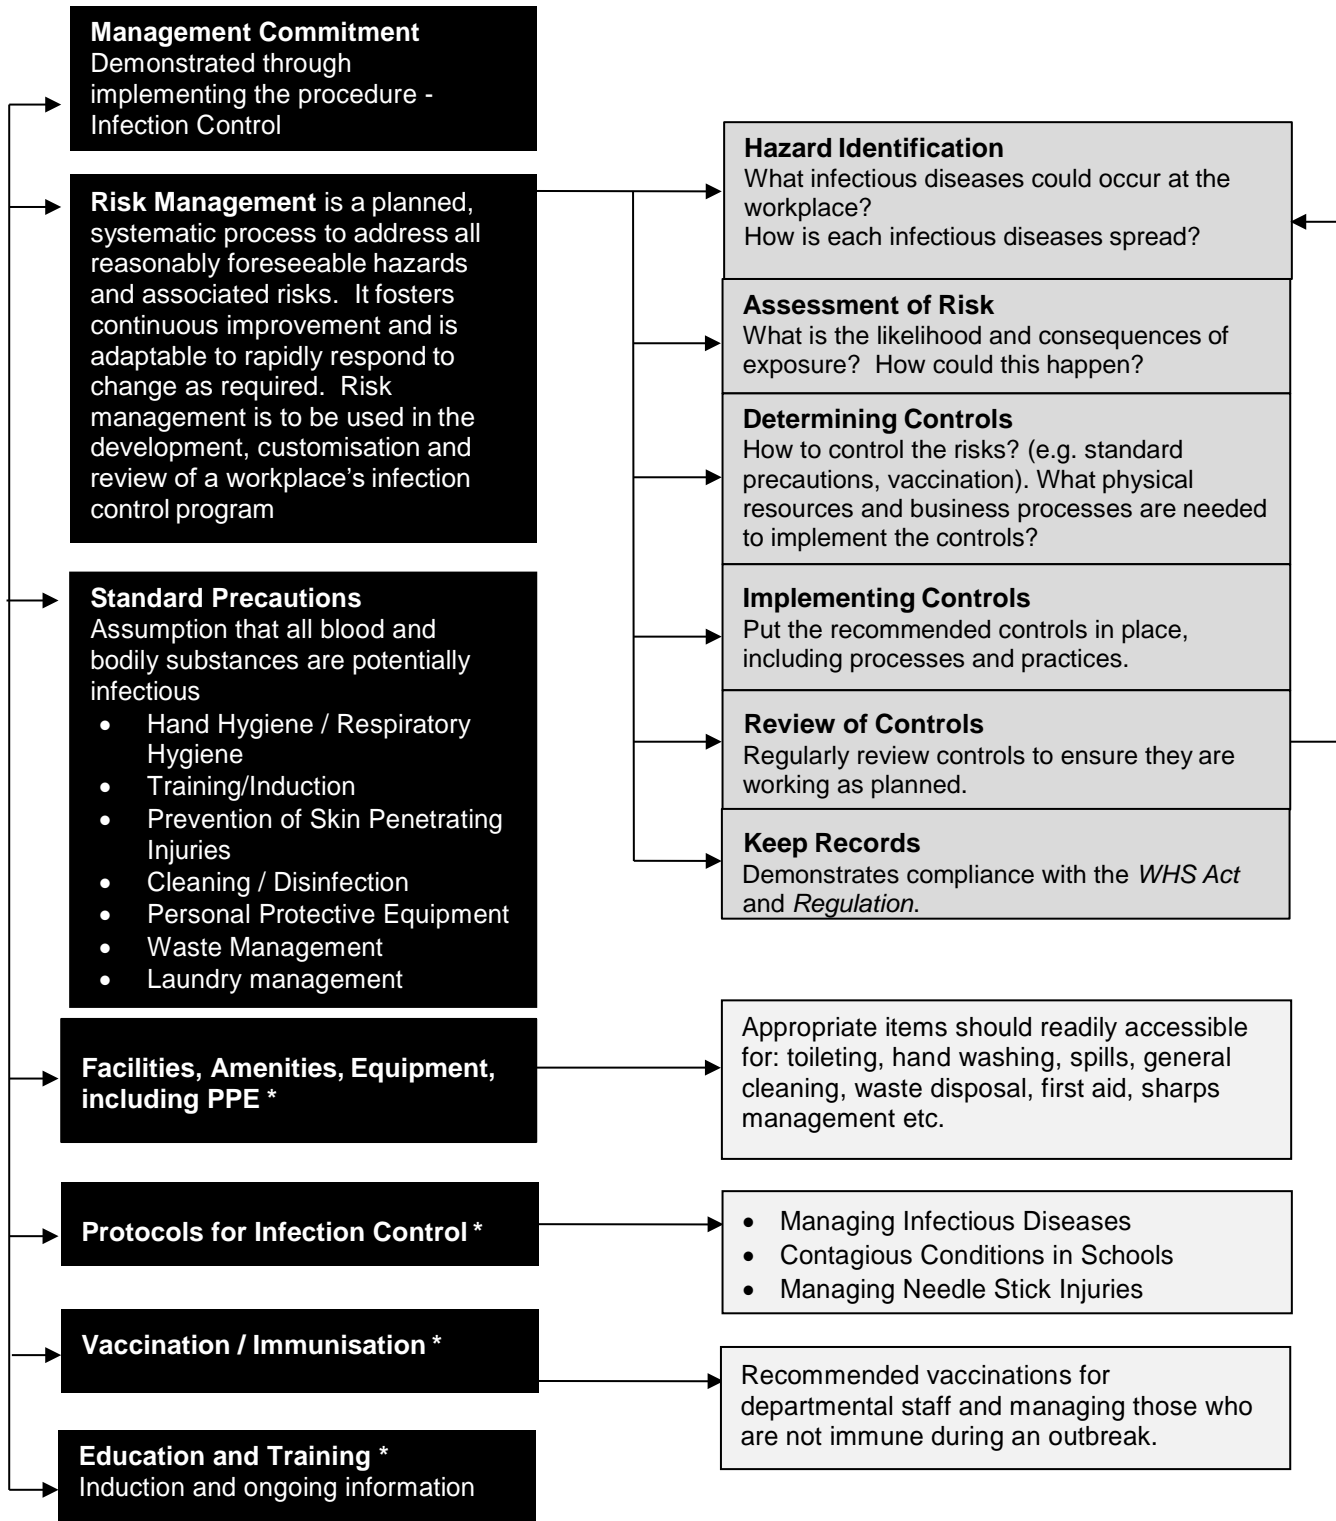 Management Commitment
Demonstrated through
implementing the procedure -
Infection Control
Risk Management is a planned,
systematic process to address all
reasonably foreseeable hazards
and associated risks.  It fosters
continuous improvement and is
adaptable to rapidly respond to
change as required.  Risk
management is to be used in the
development, customisation and
review of a workplace's infection
control program
Hazard Identification
What infectious diseases could occur at the
workplace?
How is each infectious diseases spread?
Assessment of Risk
What is the likelihood and consequences of
exposure?  How could this happen?
Determining Controls
How to control the risks? (e.g. standard
precautions, vaccination). What physical
resources and business processes are needed
to implement the controls?
Implementing Controls
Put the recommended controls in place,
including processes and practices.
Review of Controls
Regularly review controls to ensure they are
working as planned.
Keep Records
Demonstrates compliance with the WHS Act
and Regulation.
Standard Precautions
Assumption that all blood and
bodily substances are potentially
infectious
• Hand Hygiene / Respiratory
Hygiene
• Training/Induction
• Prevention of Skin Penetrating
Injuries
• Cleaning / Disinfection
• Personal Protective Equipment
• Waste Management
• Laundry management
Facilities, Amenities, Equipment,
including PPE *
Appropriate items should readily accessible
for: toileting, hand washing, spills, general
cleaning, waste disposal, first aid, sharps
management etc.
Protocols for Infection Control *
• Managing Infectious Diseases
• Contagious Conditions in Schools
• Managing Needle Stick Injuries
Vaccination / Immunisation *
Recommended vaccinations for
departmental staff and managing those who
are not immune during an outbreak.
Education and Training *
Induction and ongoing information